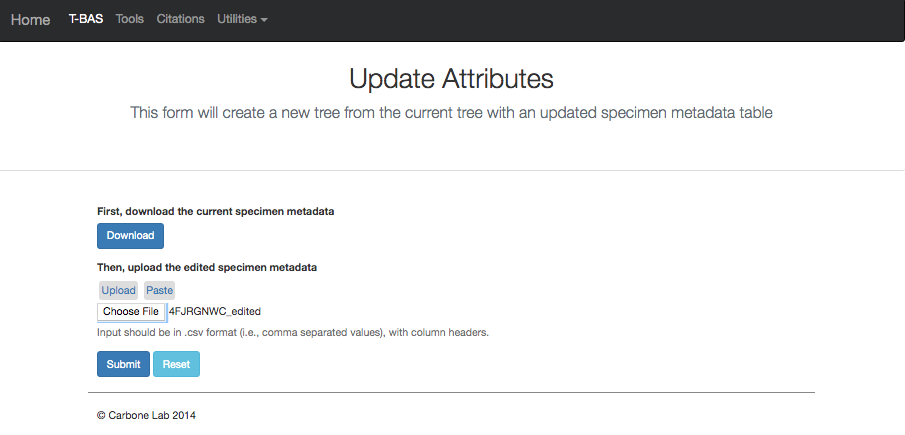 Home T-BAS Tools Citations Utilities
Update Attributes
This form will create a new tree from the current tree with an updated specimen metadata table
First, download the current specimen metadata
Download
Then, upload the edited specimen metadata
Upload Paste
Choose File 4FJRGNWC_edited
Input should be in .csv format (i.e., comma separated values), with column headers.
Submit Reset
© Carbone Lab 2014